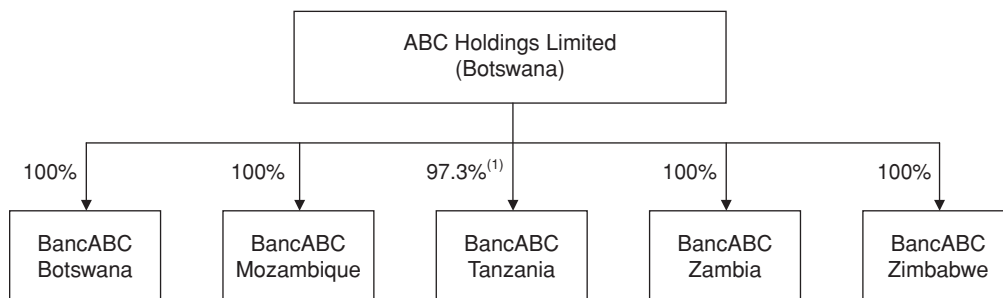 ABC Holdings Limited
(Botswana)
100%
100%
97.3%(1)
100%
100%
BancABC
Botswana
BancABC
Mozambique
BancABC
Tanzania
BancABC
Zambia
BancABC
Zimbabwe